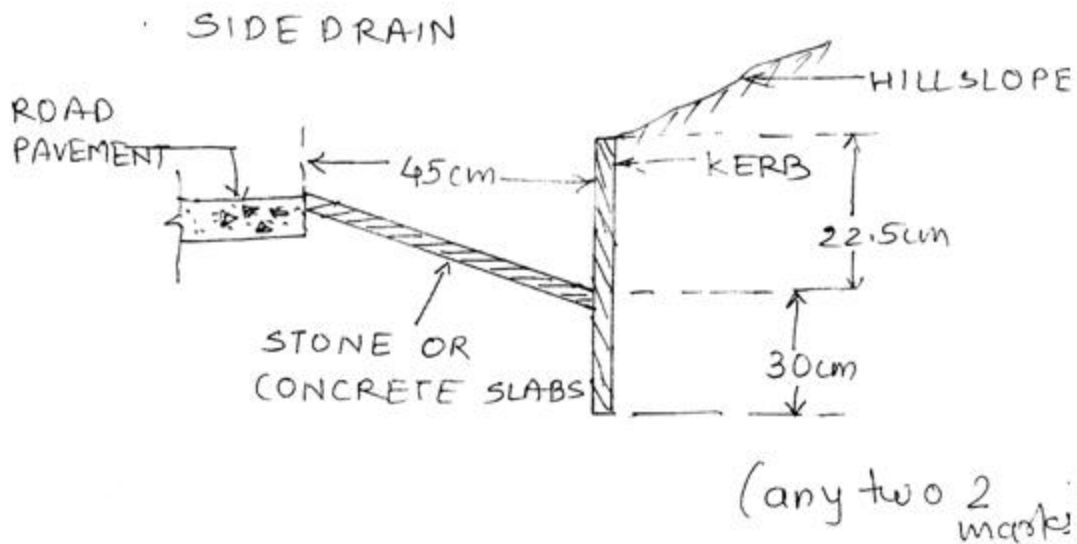 SIDE DRAIN
HILLSLOPE
ROAD
PAVEMENT
45cm
KERB
22.5cm
STONE OR
CONCRETE SLABS
30cm
(any two 2
marks